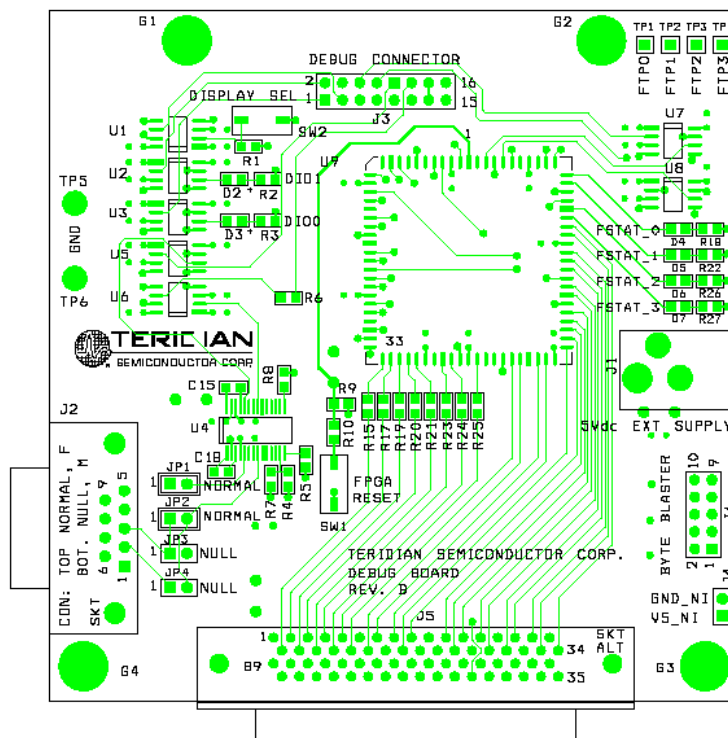 G1
G2
TP1 TP2 TP3
FTP0 FTP1 FTP2 FTP3
DEBUG CONNECTOR
2 16
1 15
DISPLAY SEL
J3
SW2
U7
U1
R1
U9
1
U2
U8
TP5
DIO1
D2+ R2
U3
DIO0
D3+ R3
GND
FSTAT_0
D4 R18
U5
FSTAT_1
D5 R22
TP6
U6
R6
FSTAT_2
D6 R26
FSTAT_3
D7 R27
TERIDIAN
SEMICONDUCTOR CORP.
33
J1
C15
R8
R9
J2
U4
R10
R15 R17 R17 R20 R21 R23 R24 R25
5Vdc EXT SUPPLY
C18
R5
JP1
1 NORMAL
R7 R4
FPGA
RESET
SW1
JP2
1 NORMAL
JP3
1 NULL
JP4
1 NULL
9 5
6 1
CON: TOP NORMAL, F
BOT. NULL, M
SKT
BYTE BLASTER
10 9
2 1
TERIDIAN SEMICONDUCTOR CORP.
DEBUG BOARD
REV. B
GND_NI
V5_NI
J5
1
34
SKT
ALT
G4
G3
35